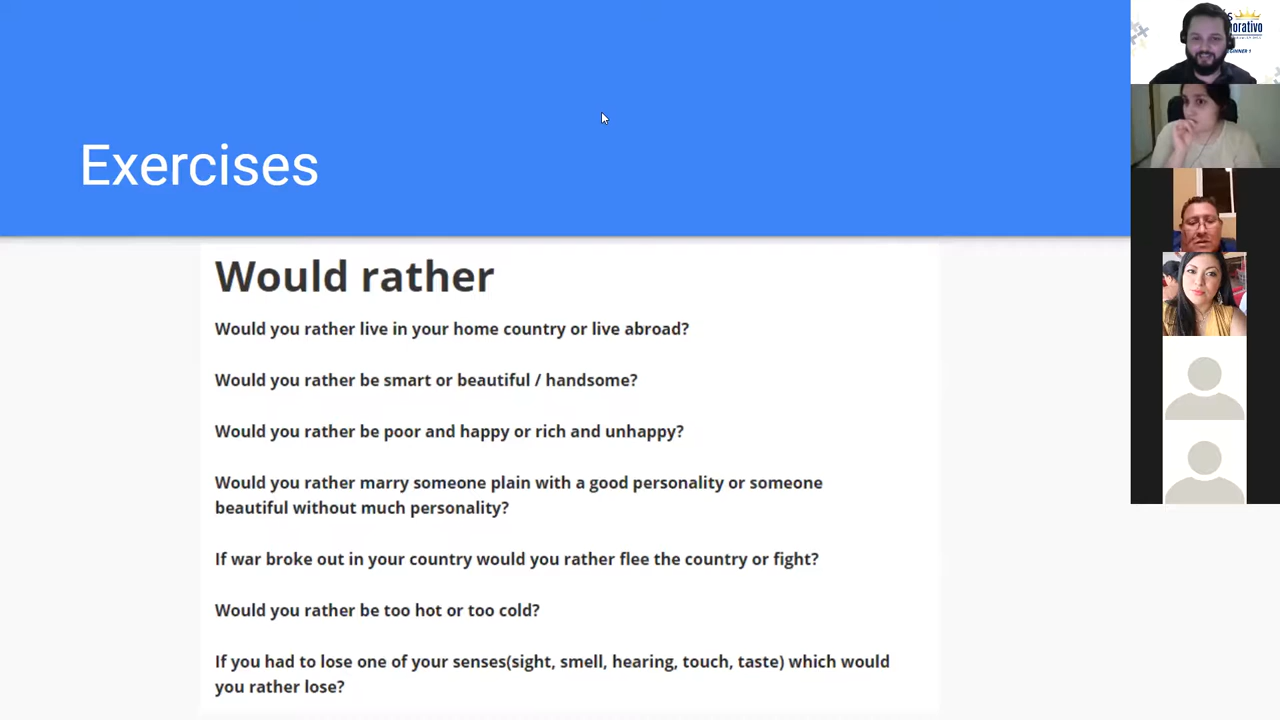 Exercises
Would rather
Would you rather live in your home country or live abroad?
Would you rather be smart or beautiful / handsome?
Would you rather be poor and happy or rich and unhappy?
Would you rather marry someone plain with a good personality or someone
beautiful without much personality?
If war broke out in your country would you rather flee the country or fight?
Would you rather be too hot or too cold?
If you had to lose one of your senses(sight, smell, hearing, touch, taste) which would
you rather lose?